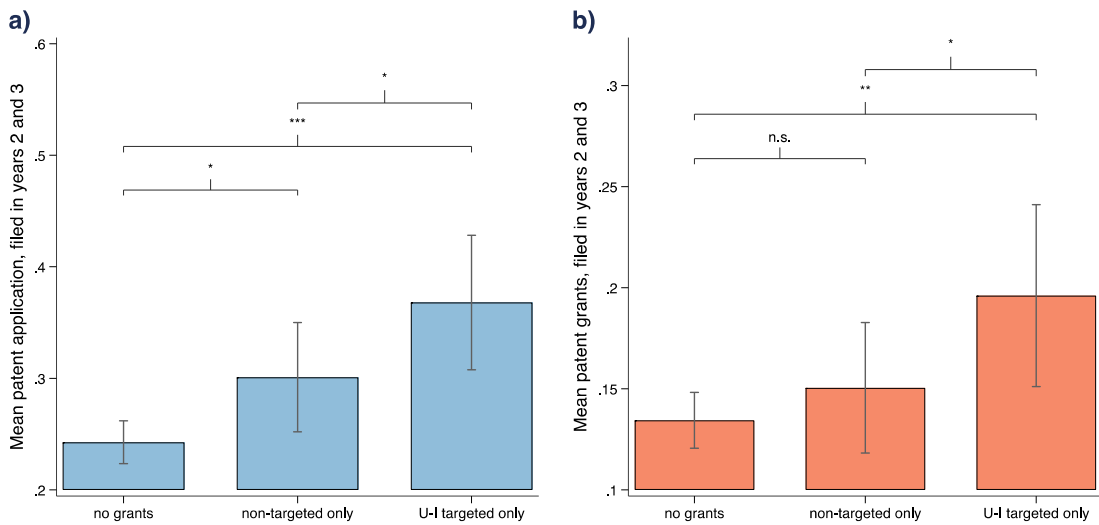 a)
Mean patent application, filed in years 2 and 3
.6
.5
.4
.3
.2
*
***
*
no grants
non-targeted only
U-I targeted only
b)
Mean patent grants, filed in years 2 and 3
.3
.25
.2
.15
.1
*
**
n.s.
no grants
non-targeted only
U-I targeted only